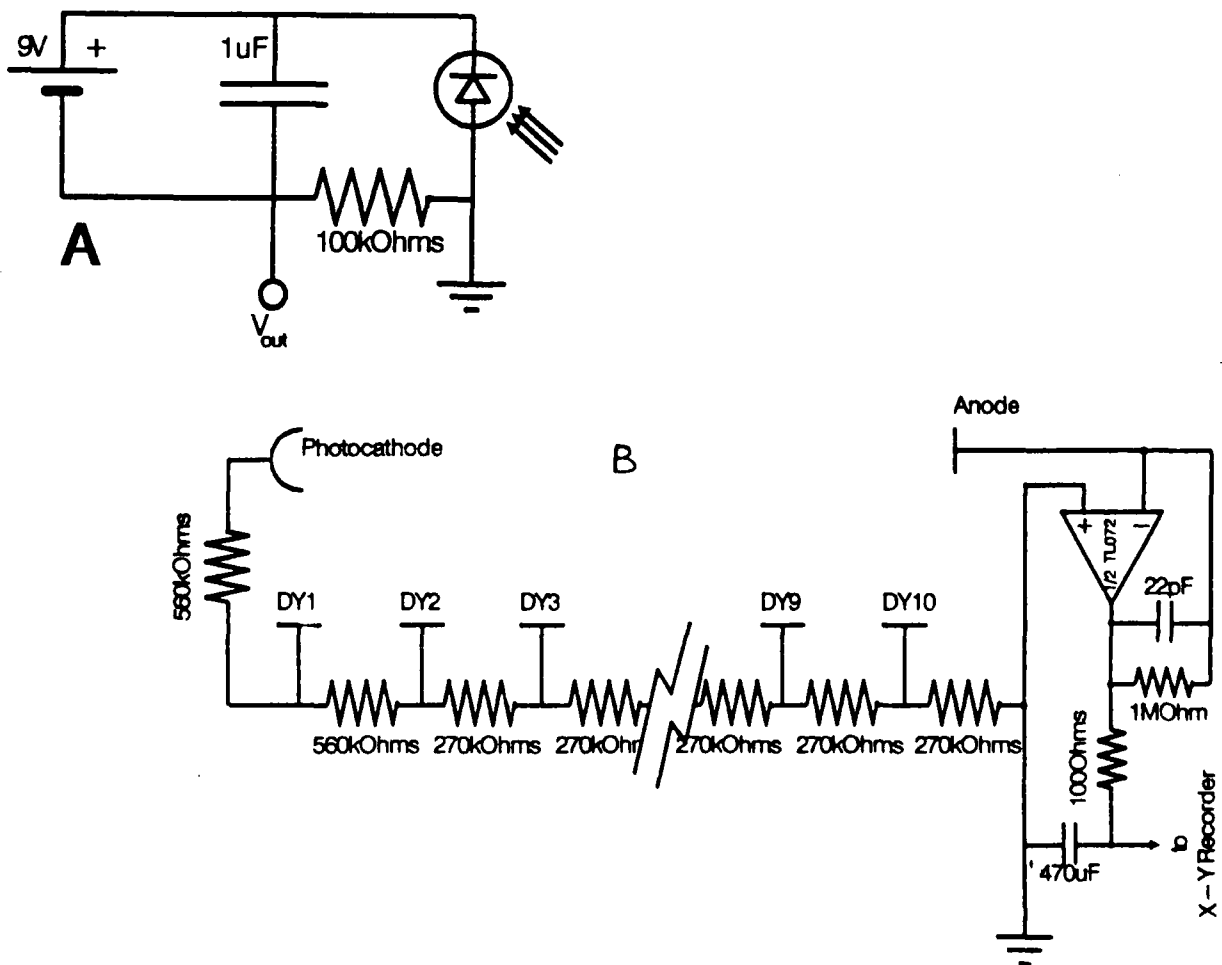 9V +
1uF
100kOhms
A
Vout
Anode
Photocathode
B
560kOhms
+ -
1/2 TL072
22pF
DY1 DY2 DY3 DY9 DY10
1MOhm
560kOhms 270kOhms 270kOhm 270kOhms 270kOhms 270kOhms
100Ohms
470uF
to
X-Y Recorder